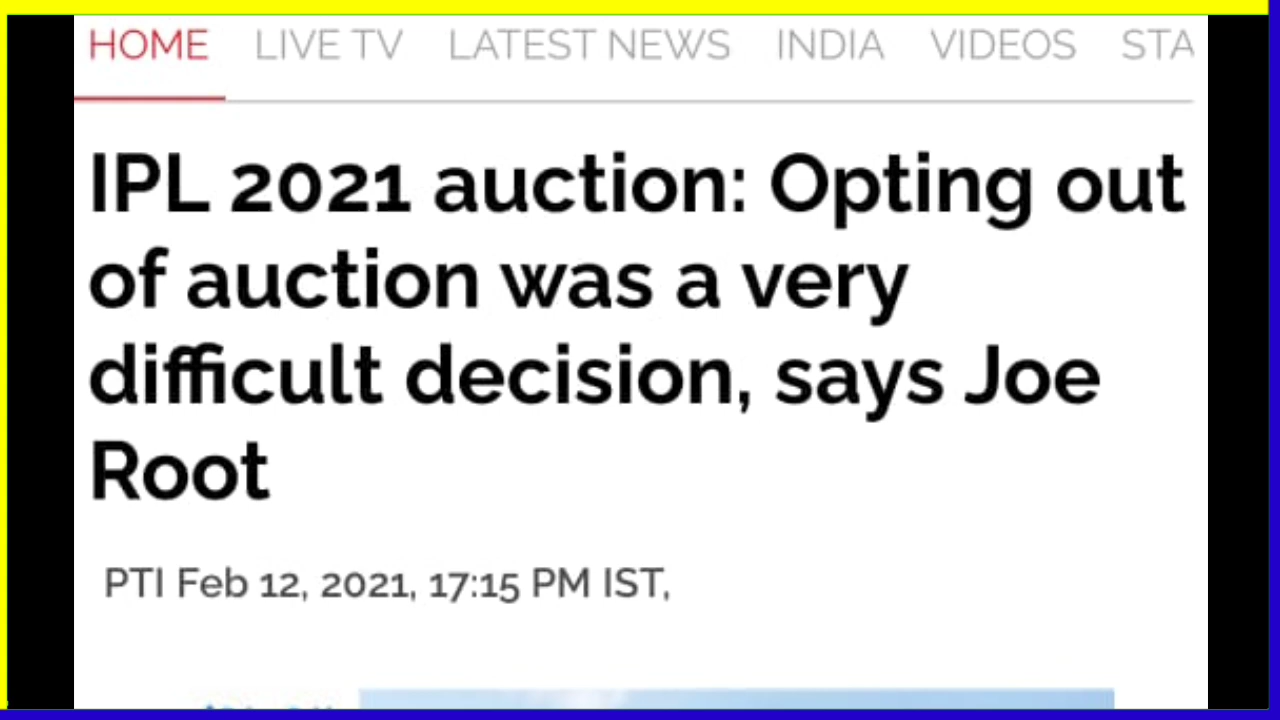 HOME LIVE TV LATEST NEWS INDIA VIDEOS STA
IPL 2021 auction: Opting out
of auction was a very
difficult decision, says Joe
Root
PTI Feb 12, 2021, 17:15 PM IST,